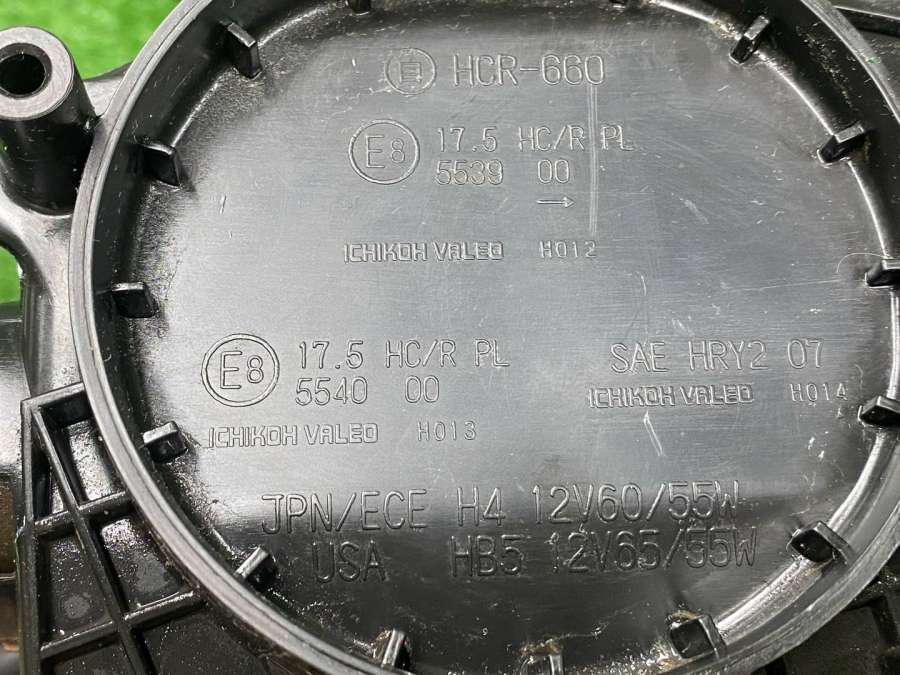 自 HCR-660
E8 17.5 HC/R PL
5539 00
→
ICHIKOH VALEO H012
E8 17.5 HC/R PL
5540 00
ICHIKOH VALEO H013
SAE HRY2 07
ICHIKOH VALEO H014
JPN/ECE H4 12V60/55W
USA HB5 12V65/55W